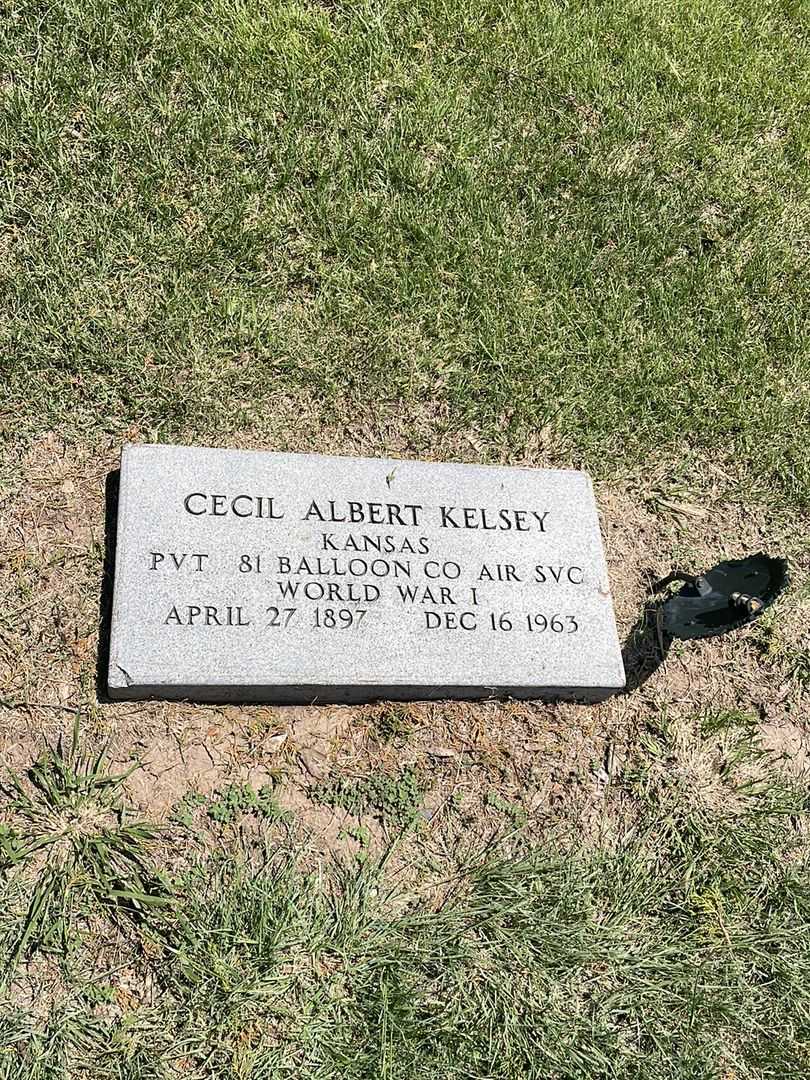 CECIL ALBERT KELSEY
KANSAS
PVT 81 BALLOON CO AIR SVC
WORLD WAR I
APRIL 27 1897 DEC 16 1963